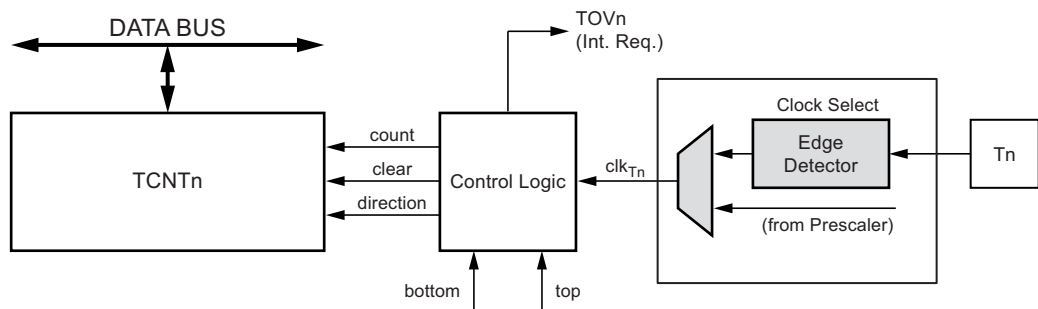 DATA BUS
TOVn
(Int. Req.)
TCNTn
count
clear
direction
Control Logic
clkTn
Clock Select
Edge
Detector
Tn
(from Prescaler)
bottom
top